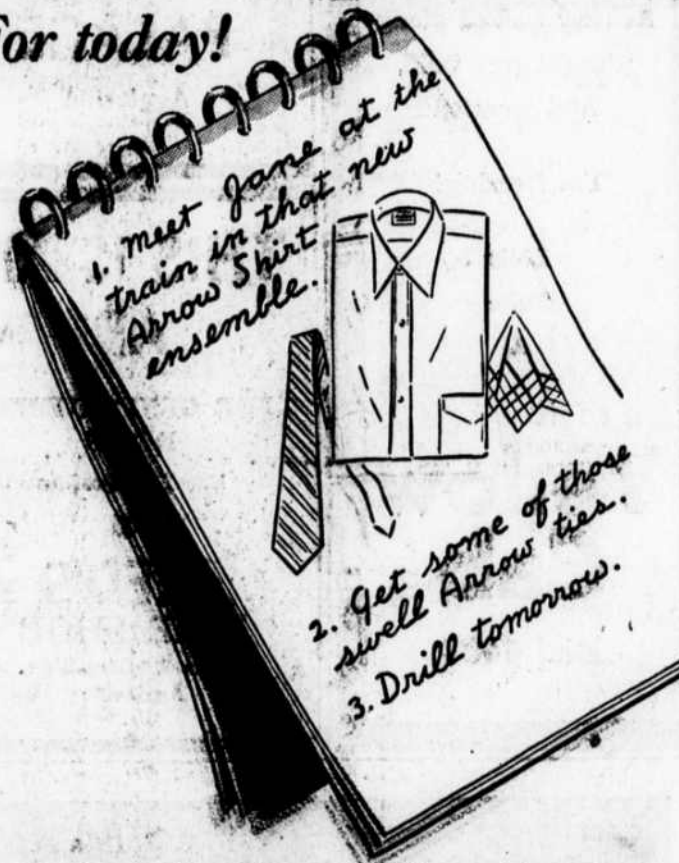 For today!
1. Meet Jane at the
train in that new
Arrow Shirt
ensemble.
2. Get some of those
swell Arrow ties.
3. Drill tomorrow.